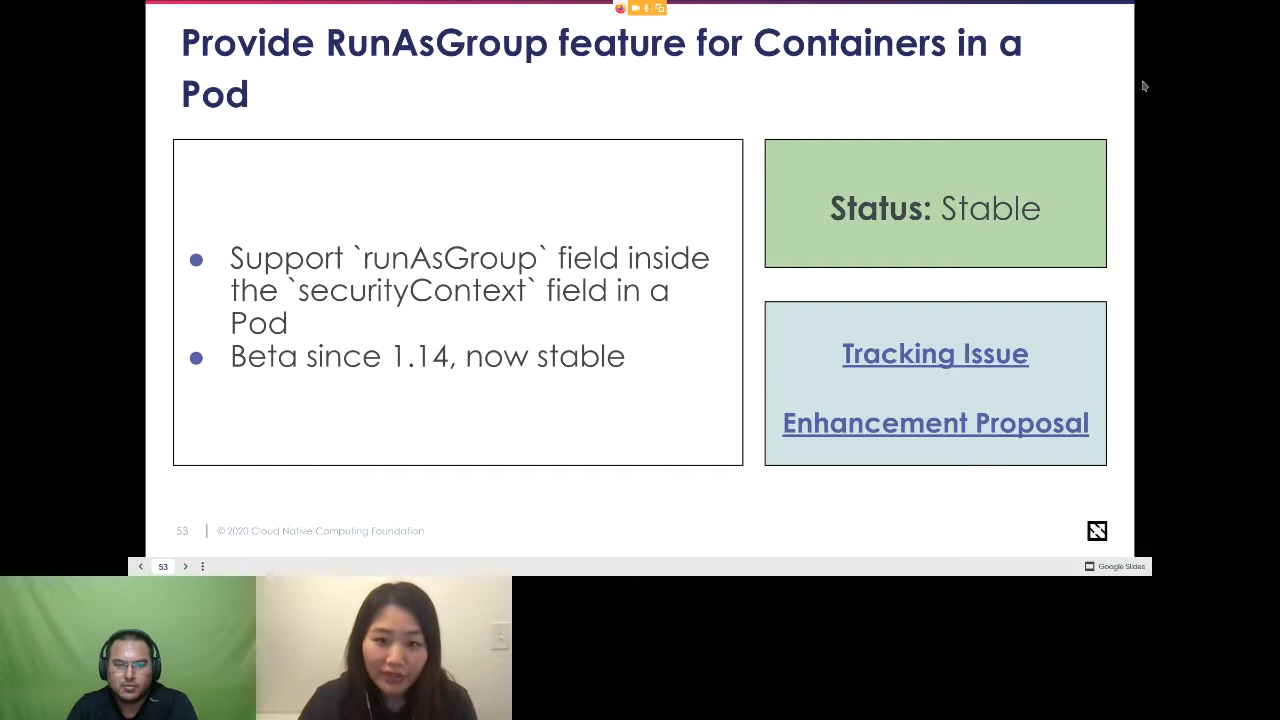 Provide RunAsGroup feature for Containers in a
Pod
● Support `runAsGroup` field inside
the `securityContext` field in a
Pod
● Beta since 1.14, now stable
Status: Stable
Tracking Issue
Enhancement Proposal
53
© 2020 Cloud Native Computing Foundation
53
Google Slides